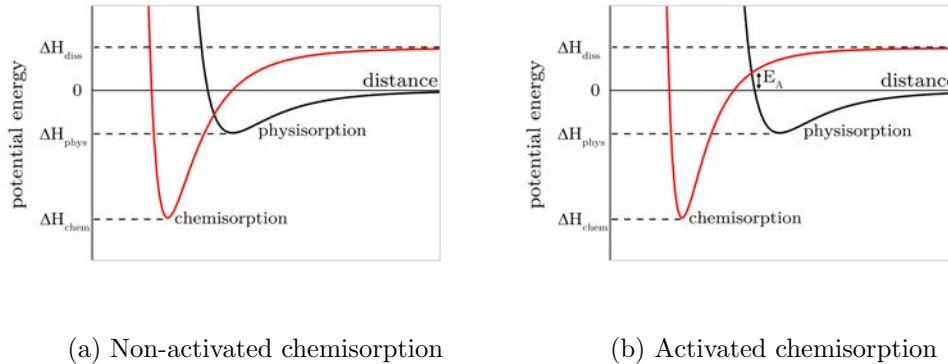 ΔH_diss
0
ΔH_phys
ΔH_chem
potential energy
distance
physisorption
chemisorption
(a) Non-activated chemisorption
ΔH_diss
0
ΔH_phys
ΔH_chem
potential energy
E_A
distance
physisorption
chemisorption
(b) Activated chemisorption